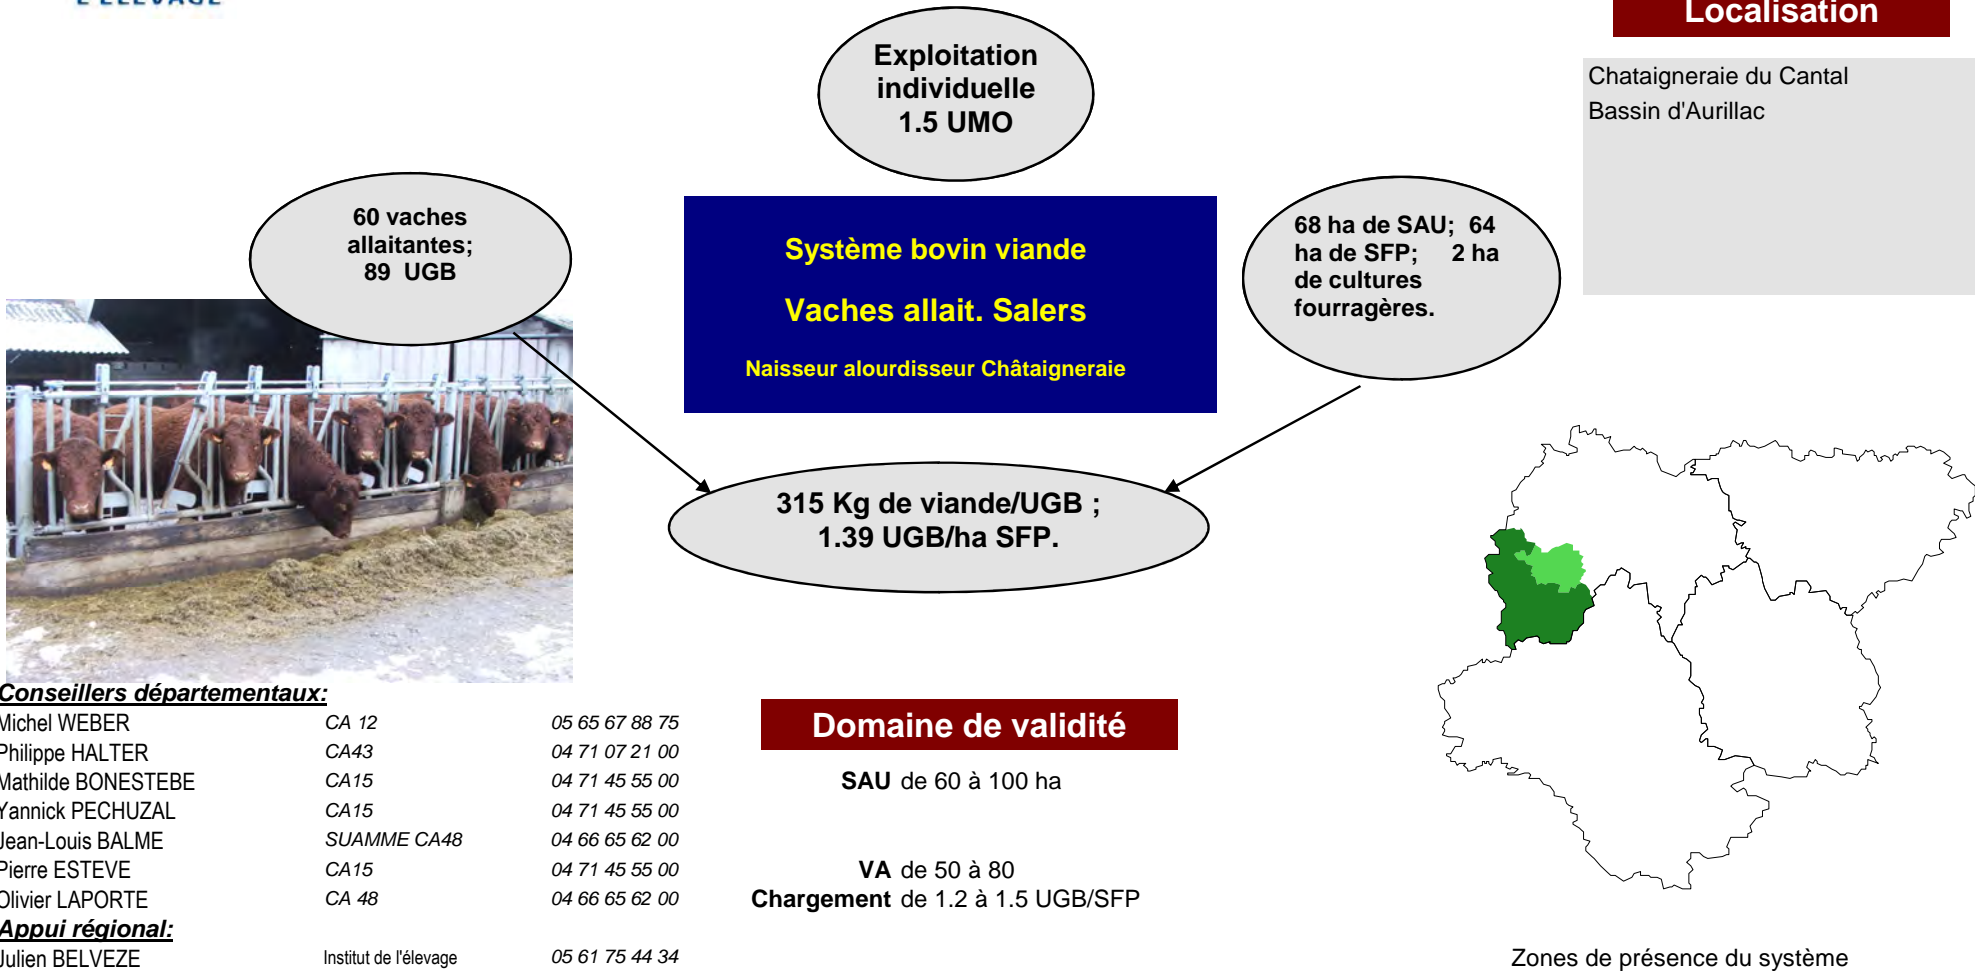 L'ELEVAGE
Localisation
Exploitation
individuelle
1.5 UMO
Chataigneraie du Cantal
Bassin d'Aurillac
60 vaches
allaitantes;
89 UGB
Système bovin viande
Vaches allait. Salers
Naisseur alourdisseur Châtaigneraie
68 ha de SAU; 64
ha de SFP; 2 ha
de cultures
fourragères.
315 Kg de viande/UGB ;
1.39 UGB/ha SFP.
Conseillers départementaux:
Michel WEBER CA 12 05 65 67 88 75
Philippe HALTER CA43 04 71 07 21 00
Mathilde BONESTEBE CA15 04 71 45 55 00
Yannick PECHUZAL CA15 04 71 45 55 00
Jean-Louis BALME SUAMME CA48 04 66 65 62 00
Pierre ESTEVE CA15 04 71 45 55 00
Olivier LAPORTE CA 48 04 66 65 62 00
Appui régional:
Julien BELVEZE Institut de l'élevage 05 61 75 44 34
Domaine de validité
SAU de 60 à 100 ha
VA de 50 à 80
Chargement de 1.2 à 1.5 UGB/SFP
Zones de présence du système